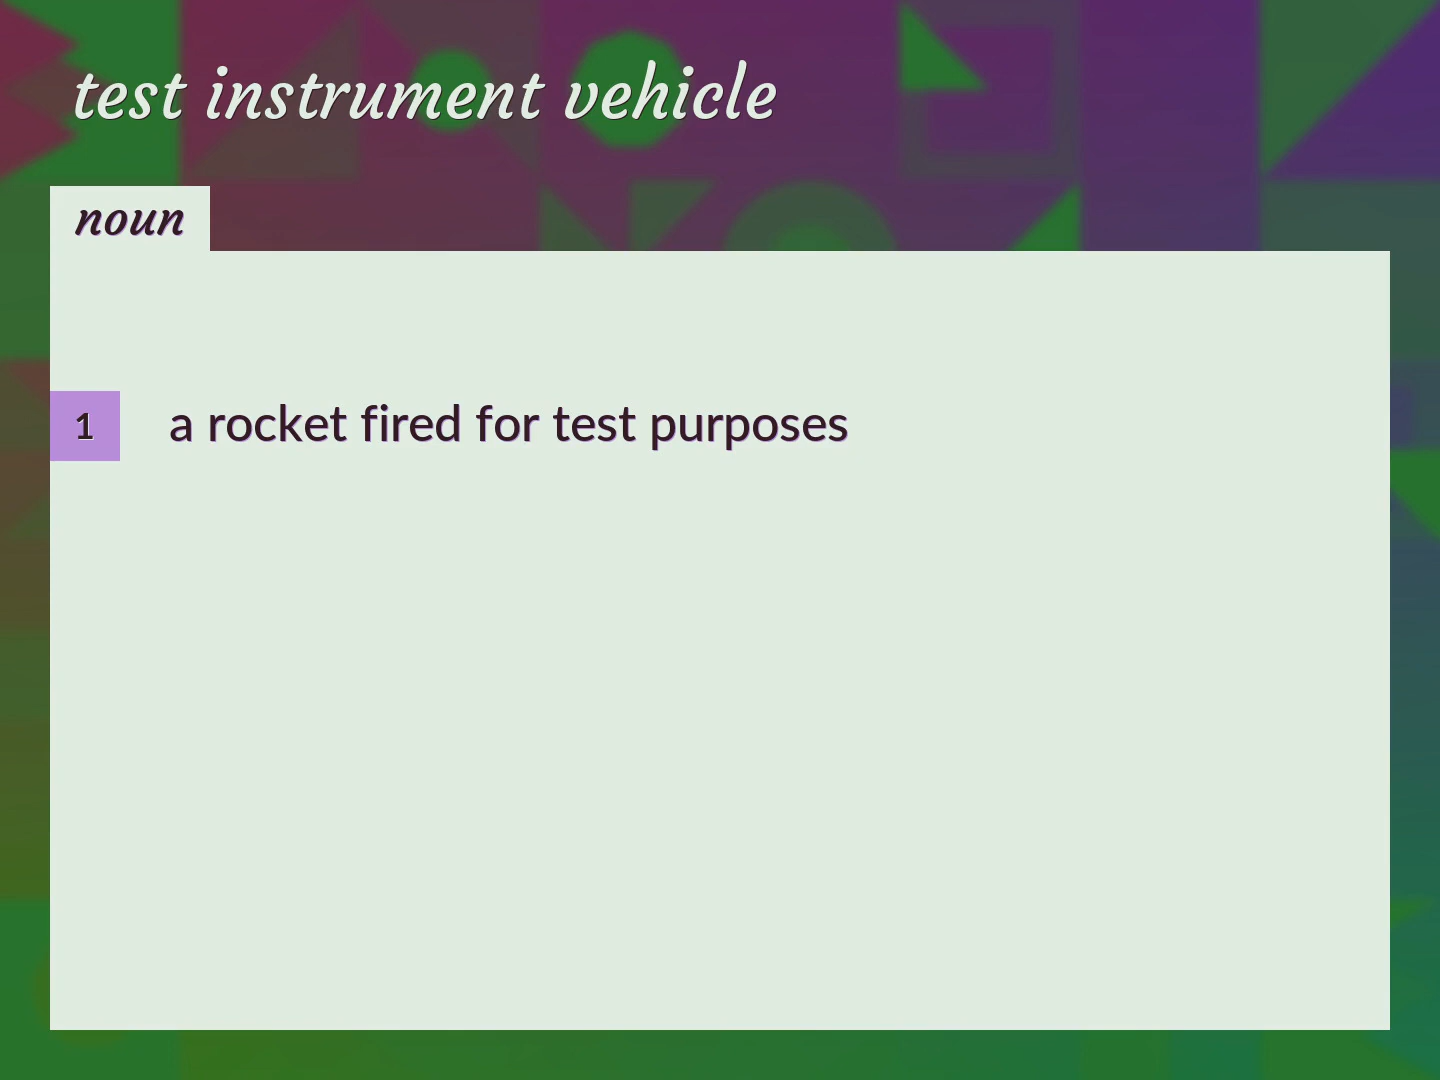 test instrument vehicle
noun
1 a rocket fired for test purposes